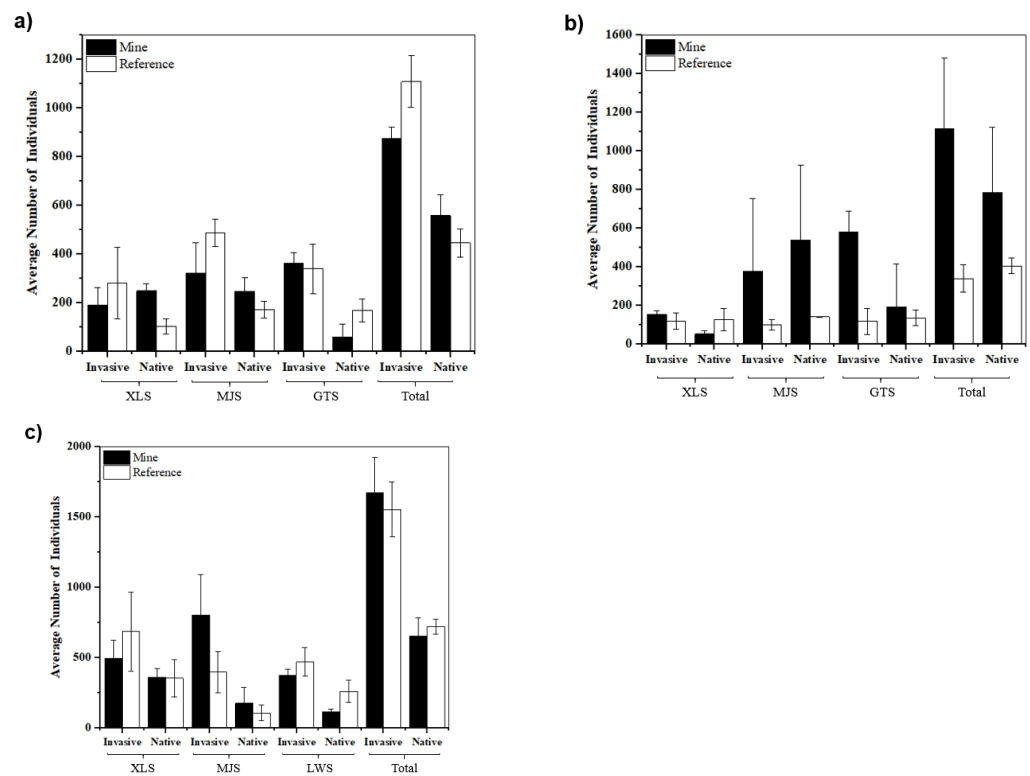 a)
Mine
Reference
Average Number of Individuals
1200
1000
800
600
400
200
0
Invasive Native Invasive Native Invasive Native Invasive Native
XLS MJS GTS Total
b)
Mine
Reference
Average Number of Individuals
1600
1400
1200
1000
800
600
400
200
0
Invasive Native Invasive Native Invasive Native Invasive Native
XLS MJS GTS Total
c)
Mine
Reference
Average Number of Individuals
2000
1500
1000
500
0
Invasive Native Invasive Native Invasive Native Invasive Native
XLS MJS LWS Total